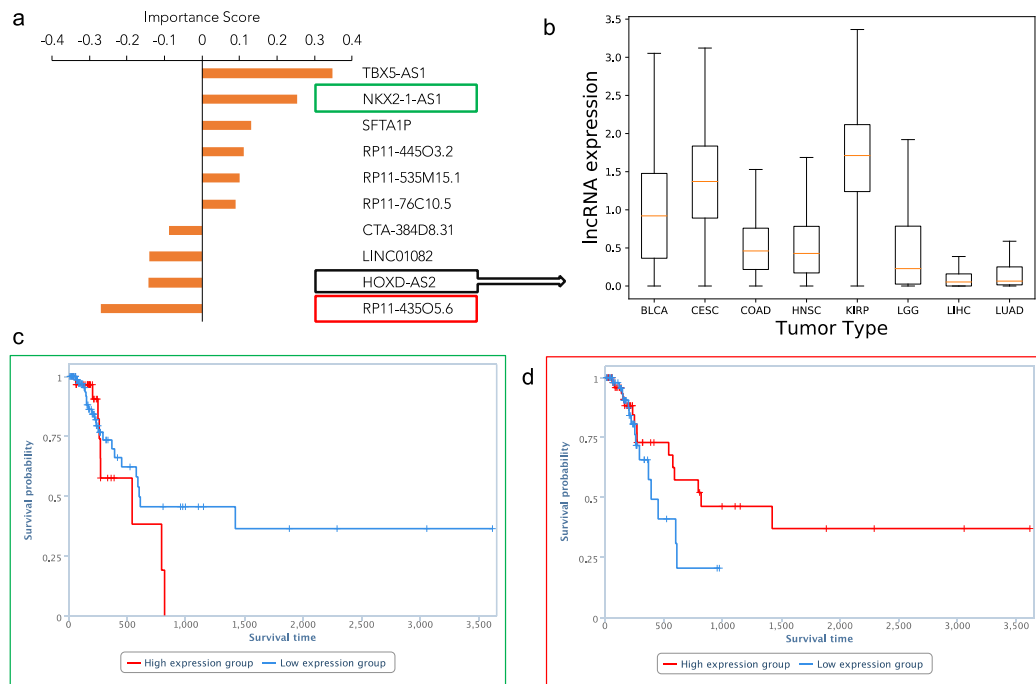 a
Importance Score
-0.4 -0.3 -0.2 -0.1 0 0.1 0.2 0.3 0.4
TBX5-AS1
NKX2-1-AS1
SFTA1P
RP11-445O3.2
RP11-535M15.1
RP11-76C10.5
CTA-384D8.31
LINC01082
HOXD-AS2
RP11-435O5.6
b
lncRNA expression
3.5
3.0
2.5
2.0
1.5
1.0
0.5
0.0
BLCA CESC COAD HNSC KIRP LGG LIHC LUAD
Tumor Type
c
Survival probability
1
0.75
0.5
0.25
0
0 500 1,000 1,500 2,000 2,500 3,000 3,500
Survival time
High expression group Low expression group
d
Survival probability
1
0.75
0.5
0.25
0
0 500 1,000 1,500 2,000 2,500 3,000 3,500
Survival time
High expression group Low expression group